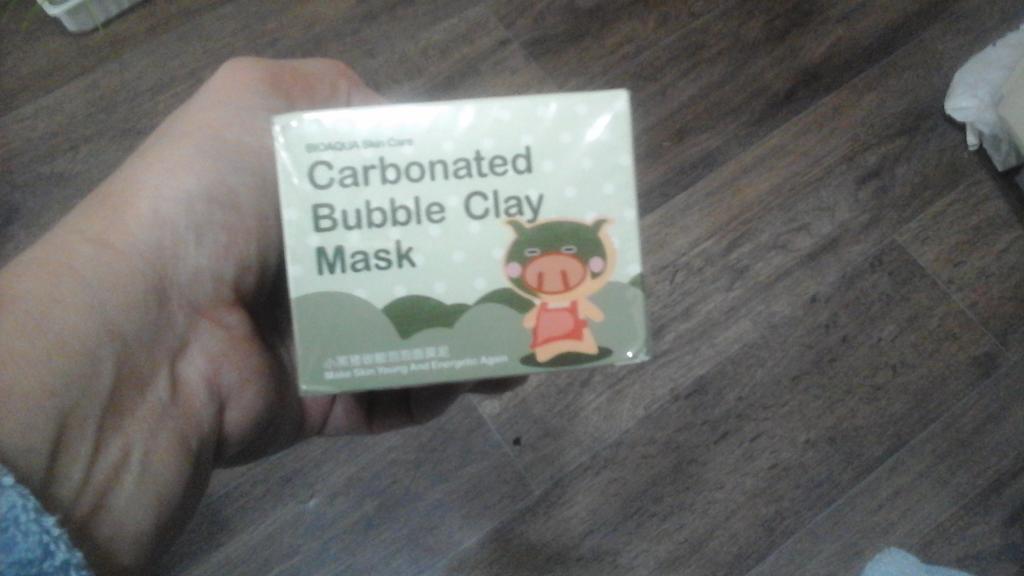 BIOAQUA Skin Care
Carbonated
Bubble Clay
Mask
Make Skin Young And Energetic Again